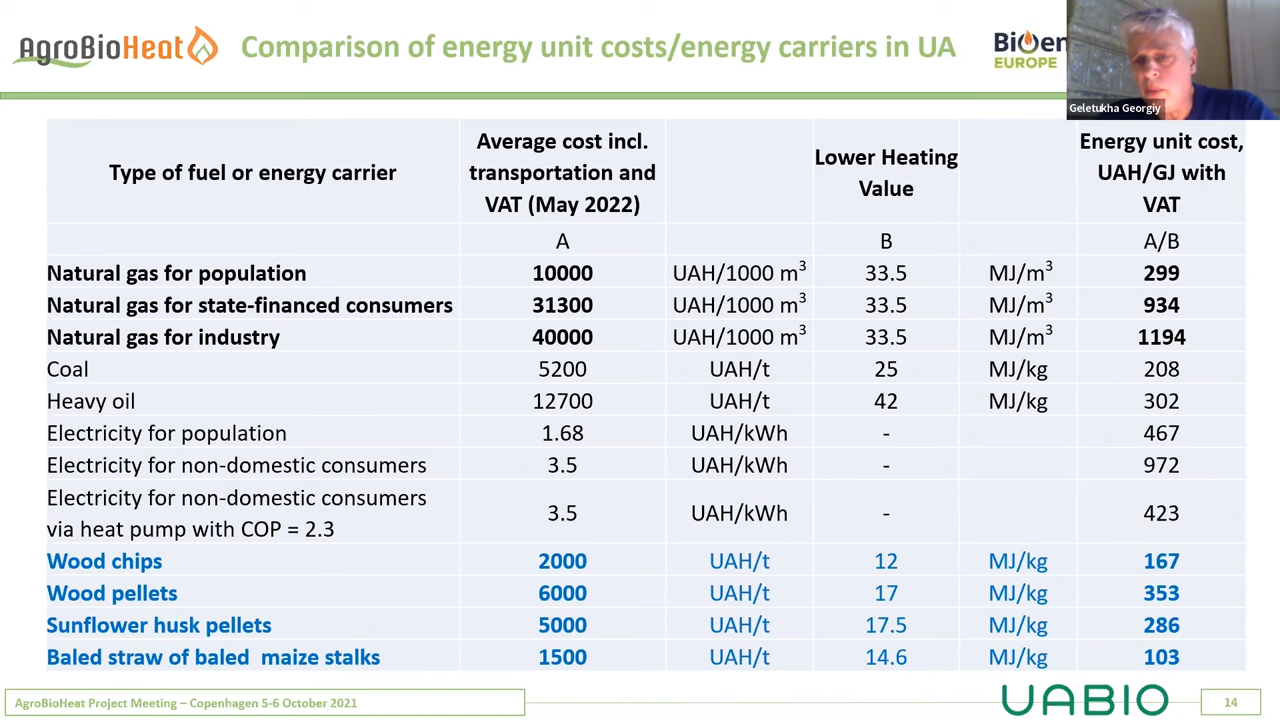 AgroBioHeat
Comparison of energy unit costs/energy carriers in UA
Bioen
EUROPE
Geletukha Georgiy
Type of fuel or energy carrier
Average cost incl.
transportation and
VAT (May 2022)
Lower Heating
Value
Energy unit cost,
UAH/GJ with
VAT
A B A/B
Natural gas for population 10000 UAH/1000 m³ 33.5 MJ/m³ 299
Natural gas for state-financed consumers 31300 UAH/1000 m³ 33.5 MJ/m³ 934
Natural gas for industry 40000 UAH/1000 m³ 33.5 MJ/m³ 1194
Coal 5200 UAH/t 25 MJ/kg 208
Heavy oil 12700 UAH/t 42 MJ/kg 302
Electricity for population 1.68 UAH/kWh - 467
Electricity for non-domestic consumers 3.5 UAH/kWh - 972
Electricity for non-domestic consumers
via heat pump with COP = 2.3 3.5 UAH/kWh - 423
Wood chips 2000 UAH/t 12 MJ/kg 167
Wood pellets 6000 UAH/t 17 MJ/kg 353
Sunflower husk pellets 5000 UAH/t 17.5 MJ/kg 286
Baled straw of baled maize stalks 1500 UAH/t 14.6 MJ/kg 103
AgroBioHeat Project Meeting – Copenhagen 5-6 October 2021
UABIO
14